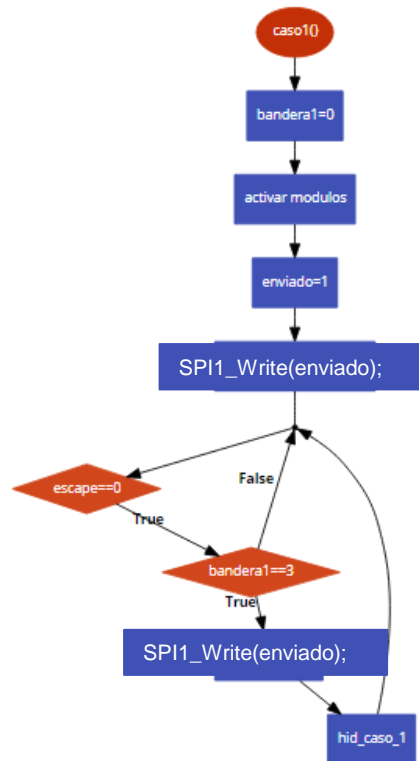 caso1()
bandera1=0
activar modulos
enviado=1
SPI1_Write(enviado);
False
escape==0
True
bandera1==3
True
SPI1_Write(enviado);
hid_caso_1